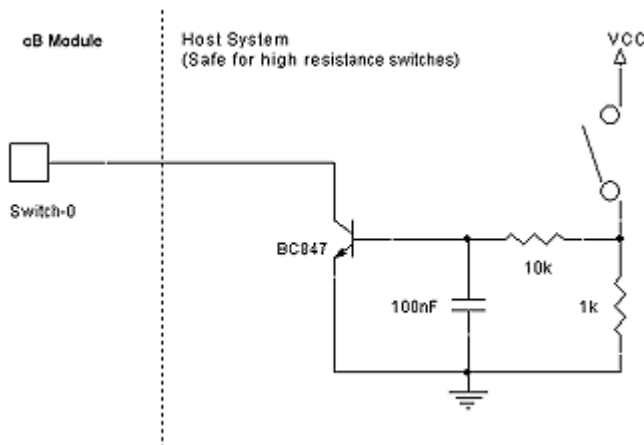 oB Module
Host System
(Safe for high resistance switches)
VCC
Switch-0
BC847
10k
100nF
1k